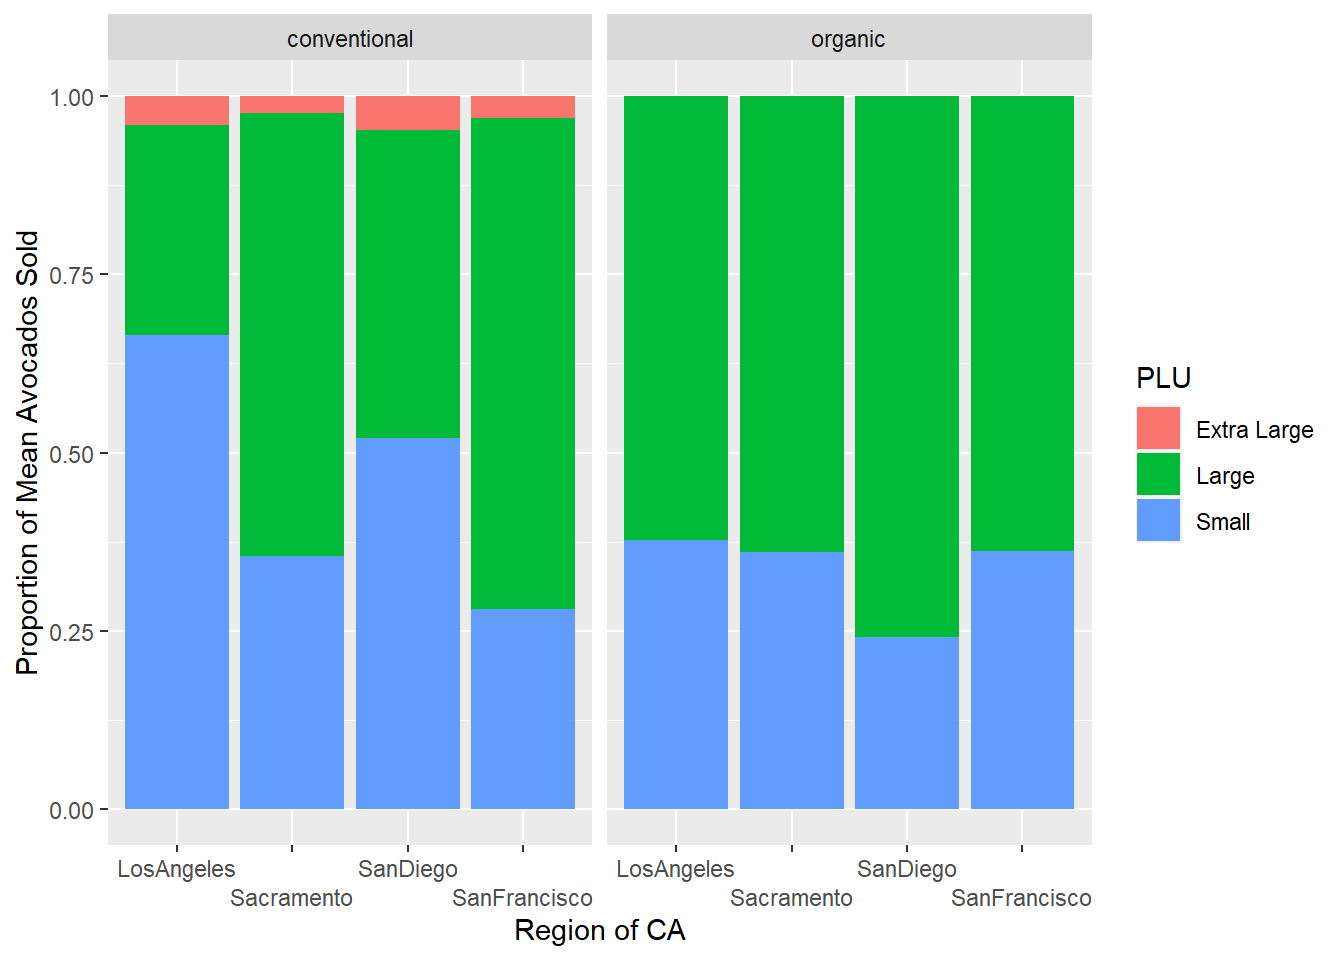 conventional
organic
Proportion of Mean Avocados Sold
1.00
0.75
0.50
0.25
0.00
LosAngeles
Sacramento
SanDiego
SanFrancisco
LosAngeles
Sacramento
SanDiego
SanFrancisco
Region of CA
PLU
Extra Large
Large
Small